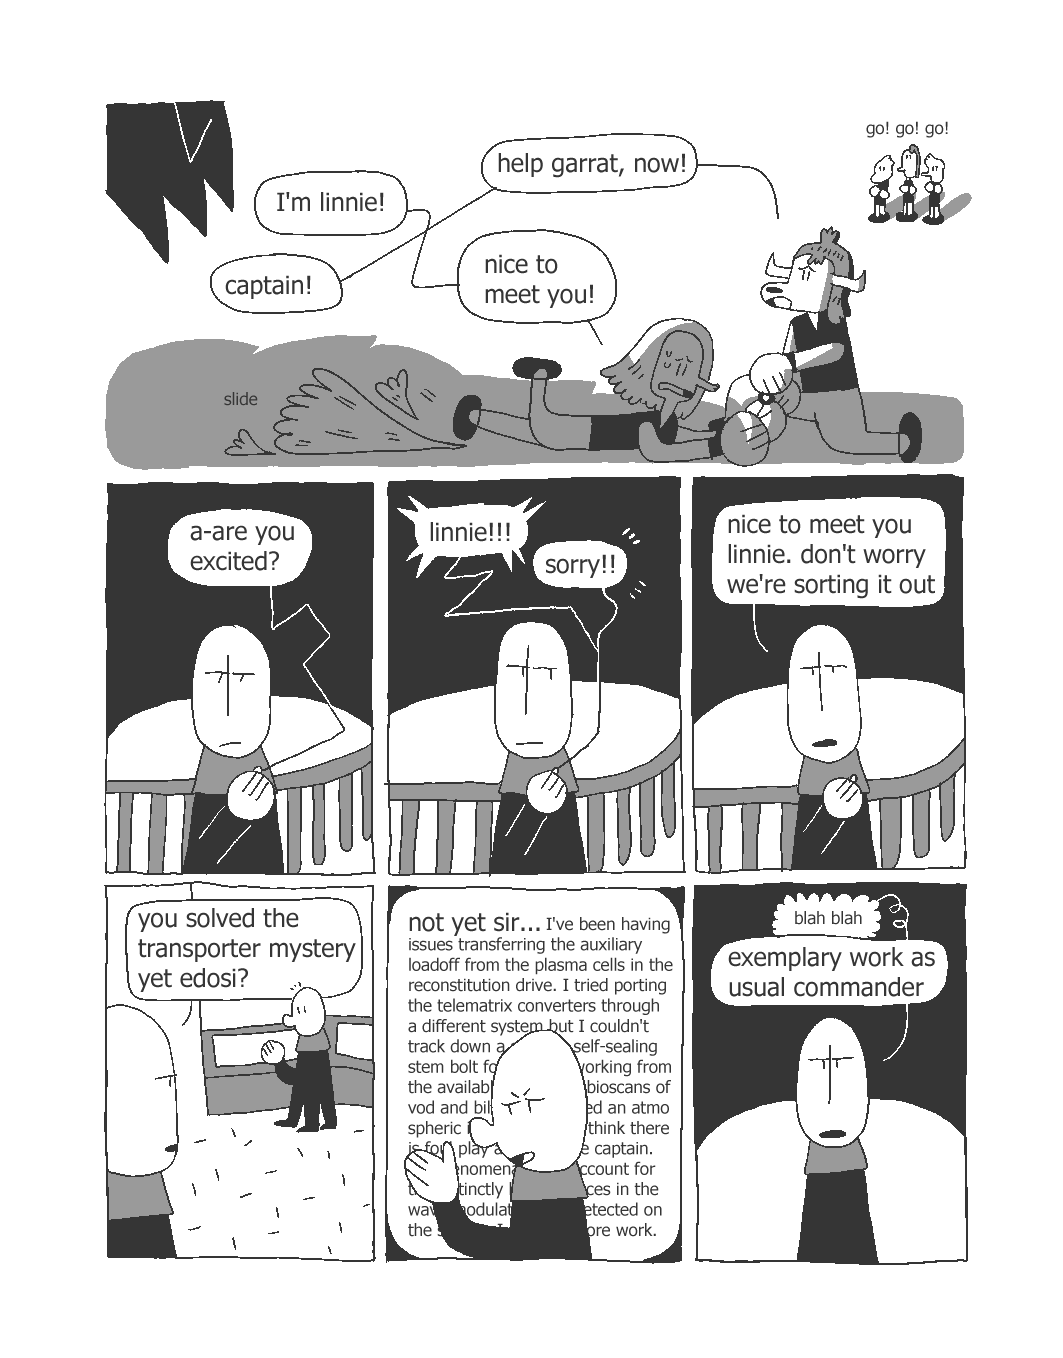 go! go! go!
help garrat, now!
captain!
I'm linnie!
nice to
meet you!
slide
a-are you
excited?
linnie!!!
sorry!!
nice to meet you
linnie. don't worry
we're sorting it out
you solved the
transporter mystery
yet edosi?
not yet sir... I've been having
issues transferring the auxiliary
loadoff from the plasma cells in the
reconstitution drive. I tried porting
the telematrix converters through
a different system but I couldn't
track down a self-sealing
stem bolt working from
the bioscans of
vod and an atmo
spheric think there
is play captain.
for
in the
detected on
the work.
blah blah
exemplary work as
usual commander